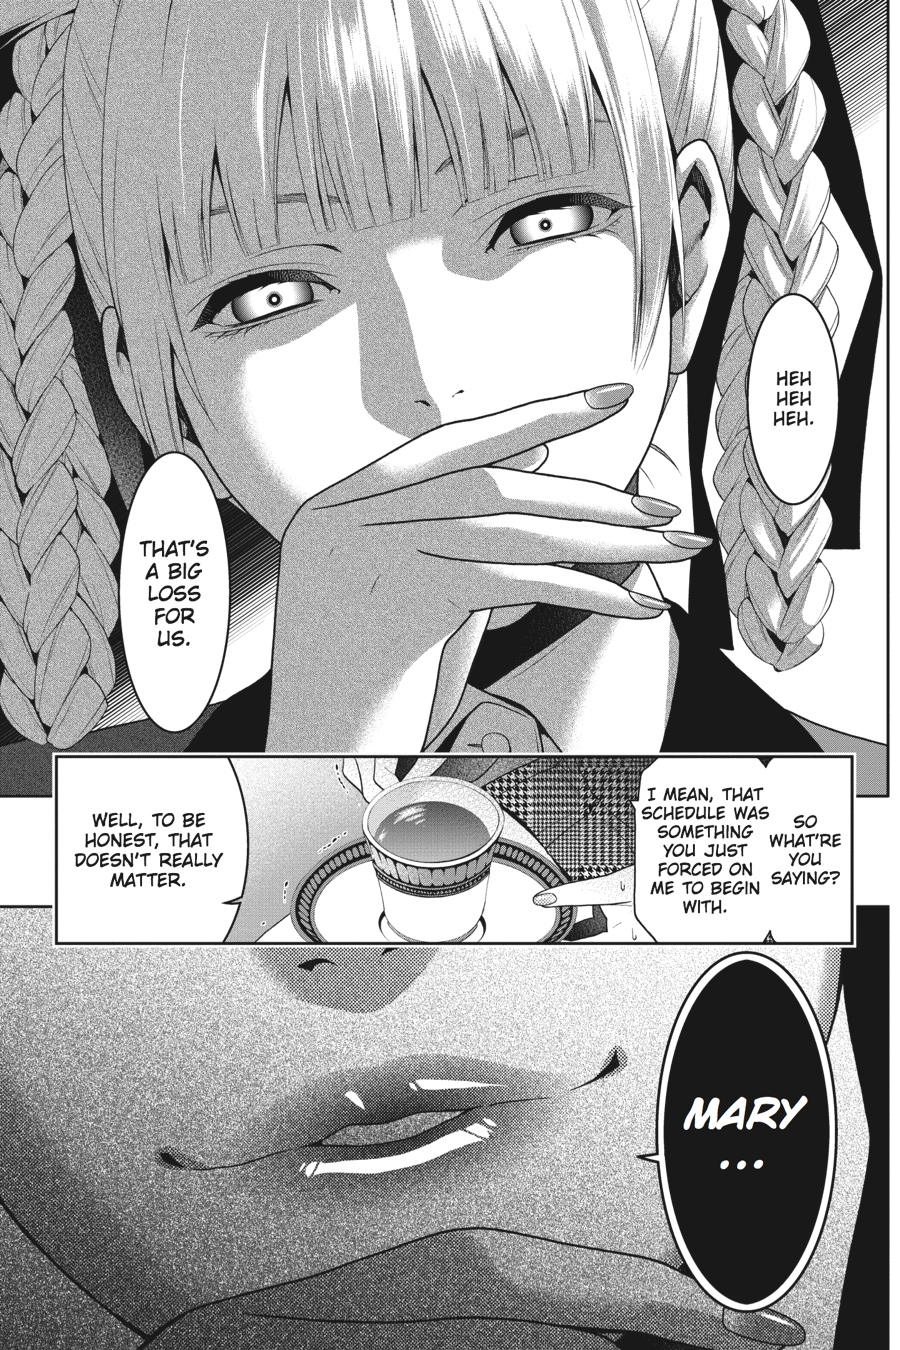 HEH
HEH
HEH.
THAT'S
A BIG
LOSS
FOR
US.
SO
WHAT'RE
YOU
SAYING?
I MEAN, THAT
SCHEDULE WAS
SOMETHING
YOU JUST
FORCED ON
ME TO BEGIN
WITH.
WELL, TO BE
HONEST, THAT
DOESN'T REALLY
MATTER.
MARY
...